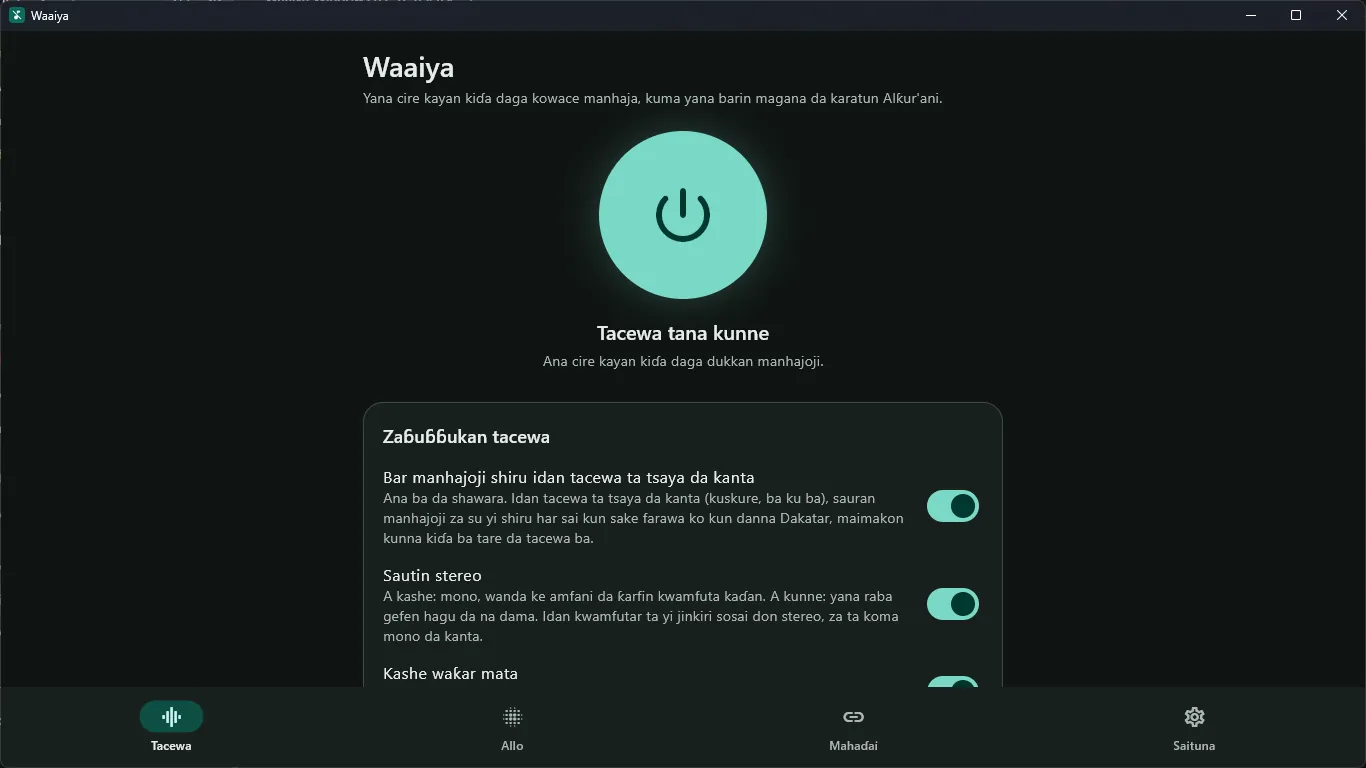 Waaiya
Waaiya
Yana cire kayan kiɗa daga kowace manhaja, kuma yana barin magana da karatun Alƙur'ani.
Tacewa tana kunne
Ana cire kayan kiɗa daga dukkan manhajoji.
Zaɓuɓɓukan tacewa
Bar manhajoji shiru idan tacewa ta tsaya da kanta
Ana ba da shawara. Idan tacewa ta tsaya da kanta (kuskure, ba ku ba), sauran
manhajoji za su yi shiru har sai kun sake farawa ko kun danna Dakatar, maimakon
kunna kiɗa ba tare da tacewa ba.
Sautin stereo
A kashe: mono, wanda ke amfani da ƙarfin kwamfuta kaɗan. A kunne: yana raba
gefen hagu da na dama. Idan kwamfutar ta yi jinkiri sosai don stereo, za ta koma
mono da kanta.
Kashe waƙar mata
Tacewa
Allo
Mahaɗai
Saituna